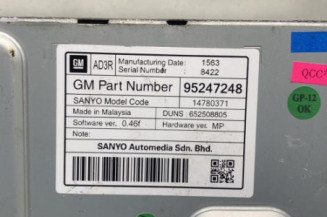 GM AD3R Manufacturing Date: 1563
Serial Number : 8422
GM Part Number 95247248
SANYO Model Code 14780371
Made in Malaysia DUNS : 652508805
Software ver. 0.46f Hardware ver. MP
Note:
SANYO Automedia Sdn. Bhd.
QCC
GP-12
OK